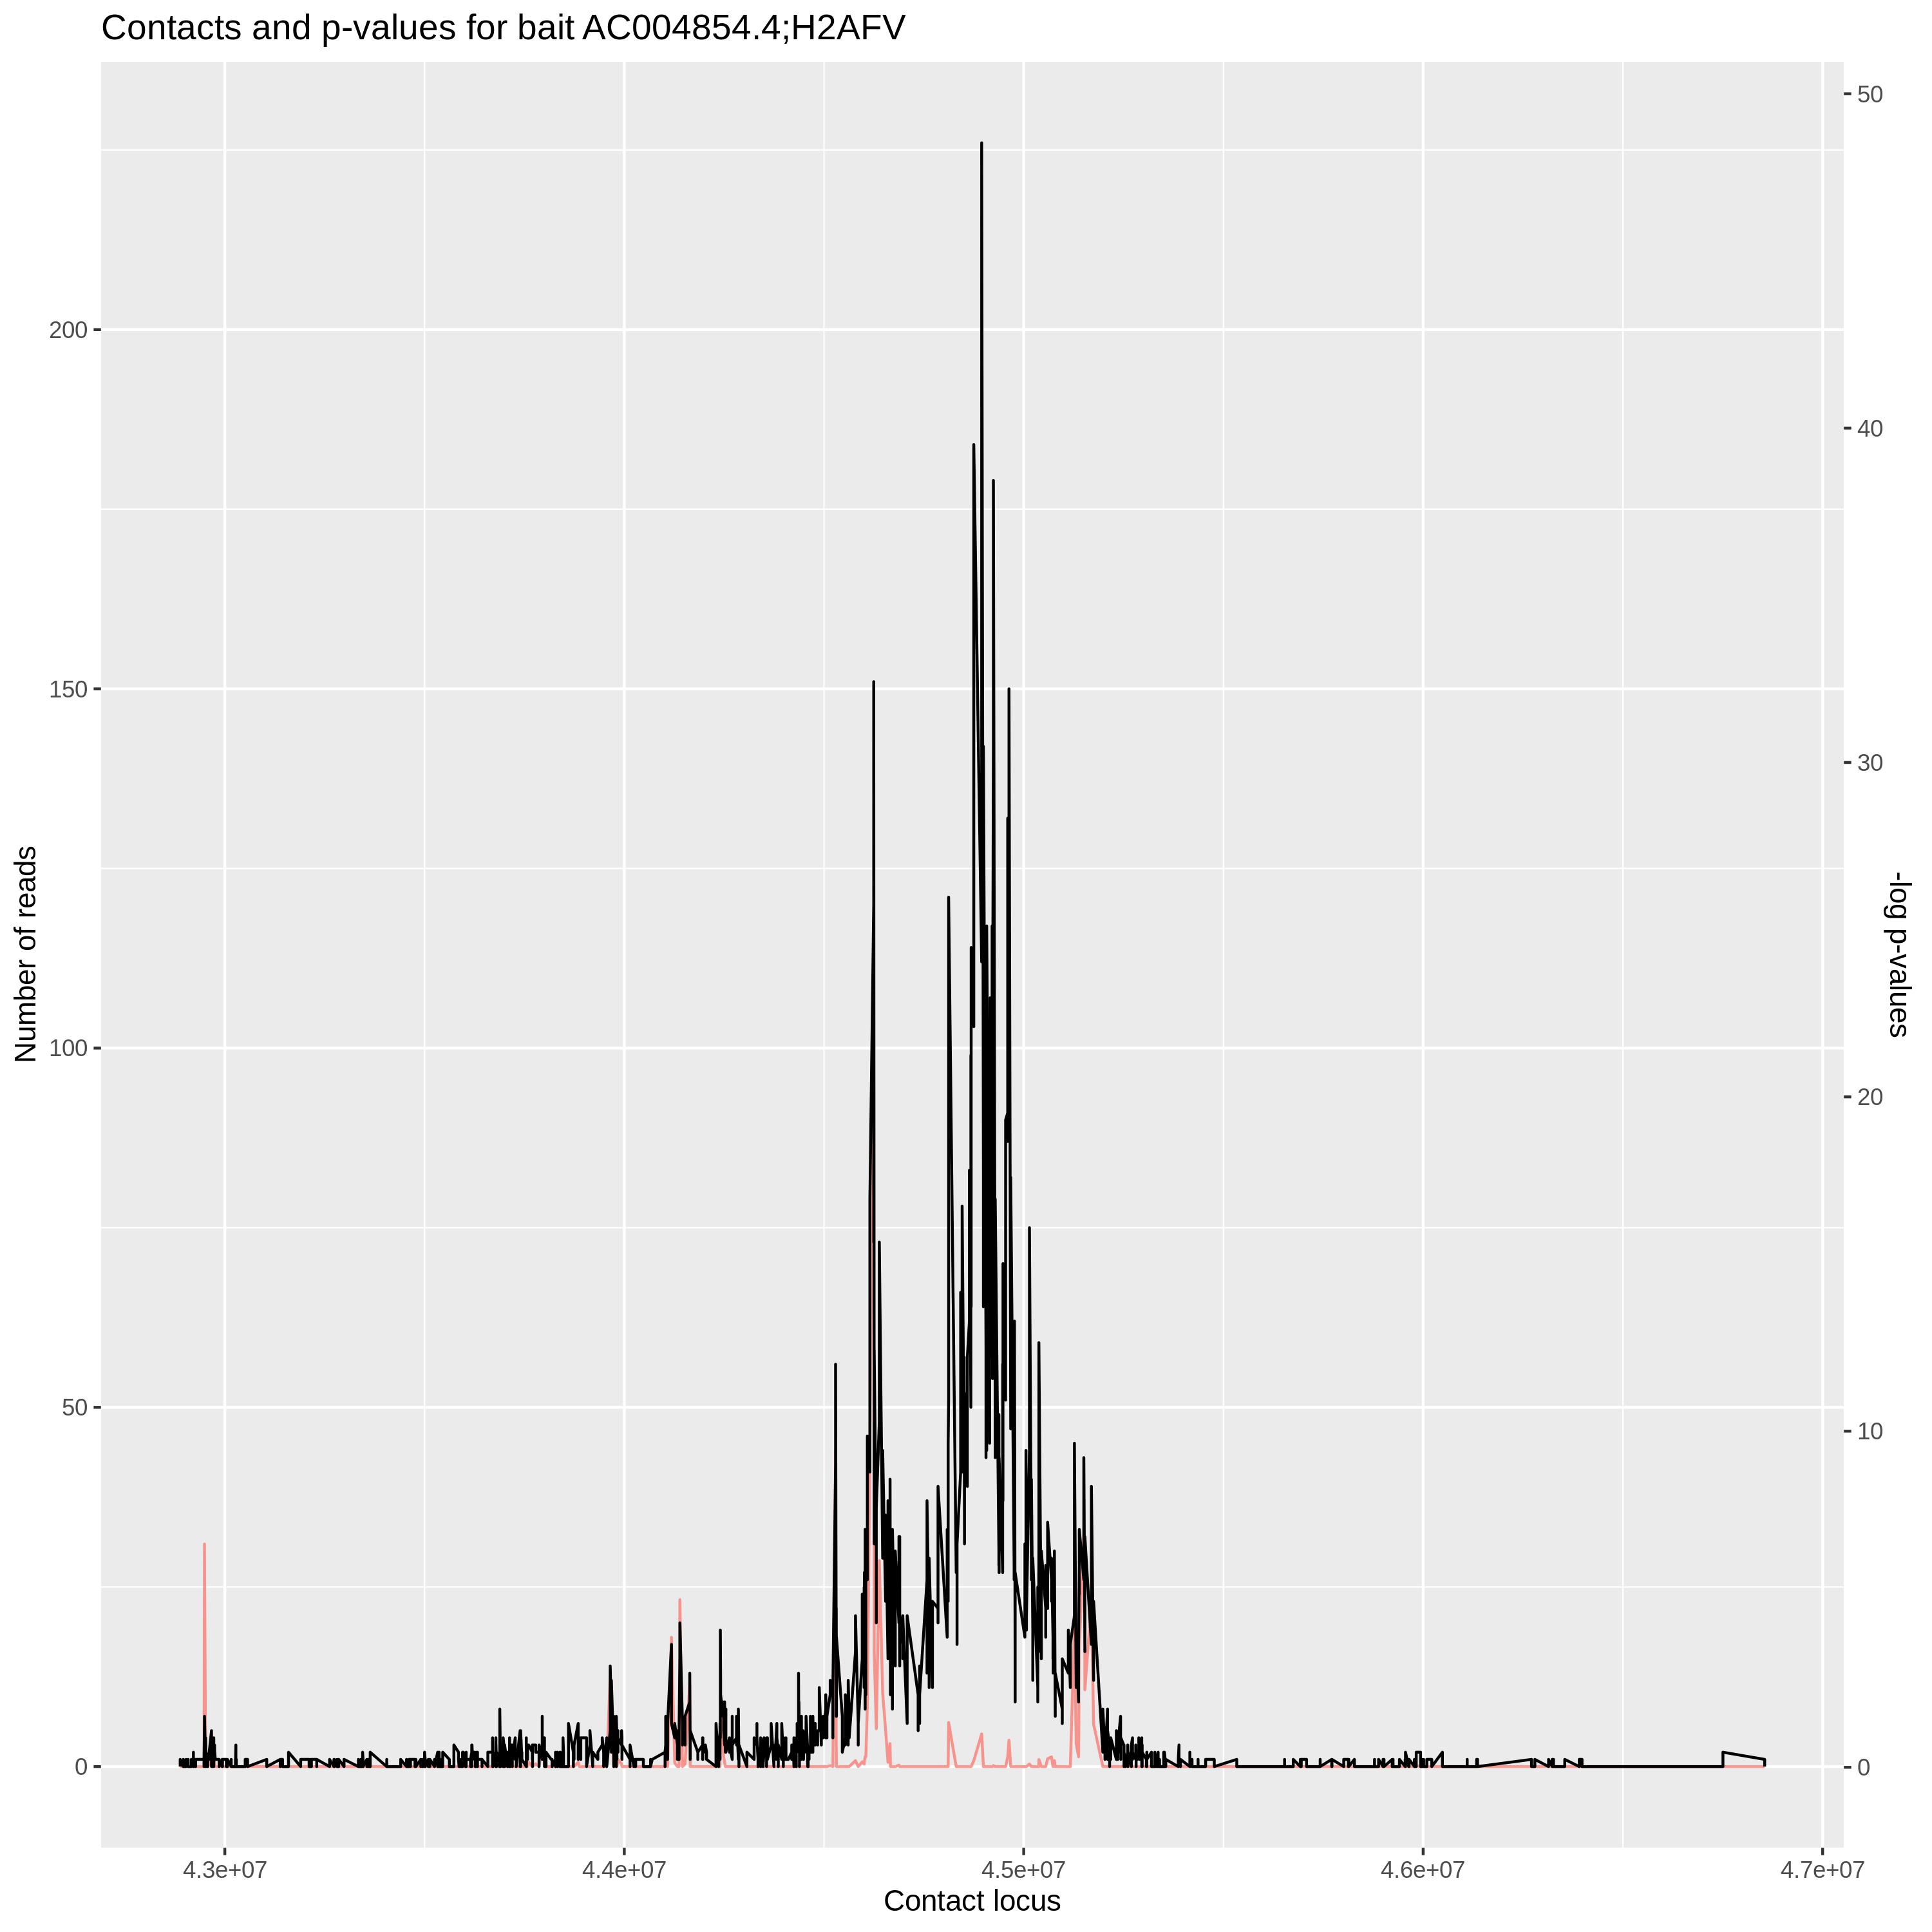 Contacts and p-values for bait AC004854.4;H2AFV
Number of reads
200
150
100
50
0
50
40
30
20
10
0
-log p-values
4.3e+07
4.4e+07
4.5e+07
4.6e+07
4.7e+07
Contact locus